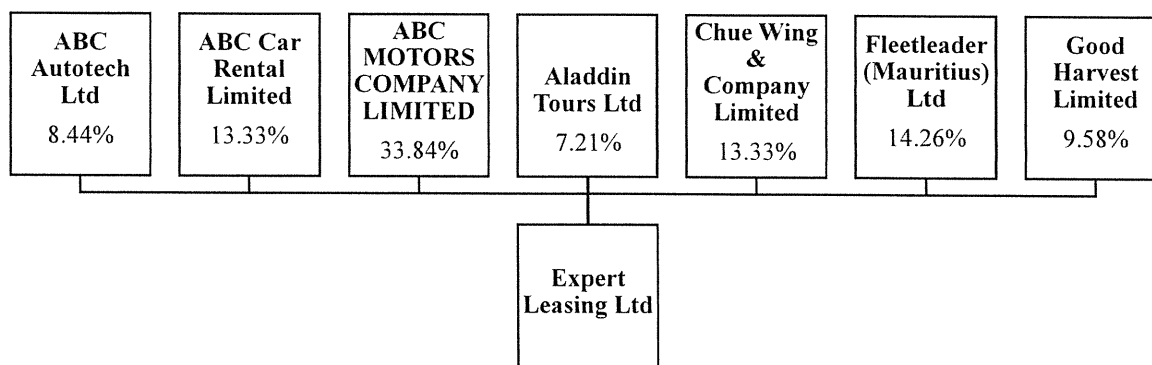 ABC
Autotech
Ltd
8.44%
ABC Car
Rental
Limited
13.33%
ABC
MOTORS
COMPANY
LIMITED
33.84%
Aladdin
Tours Ltd
7.21%
Chue Wing
&
Company
Limited
13.33%
Fleetleader
(Mauritius)
Ltd
14.26%
Good
Harvest
Limited
9.58%
Expert
Leasing Ltd